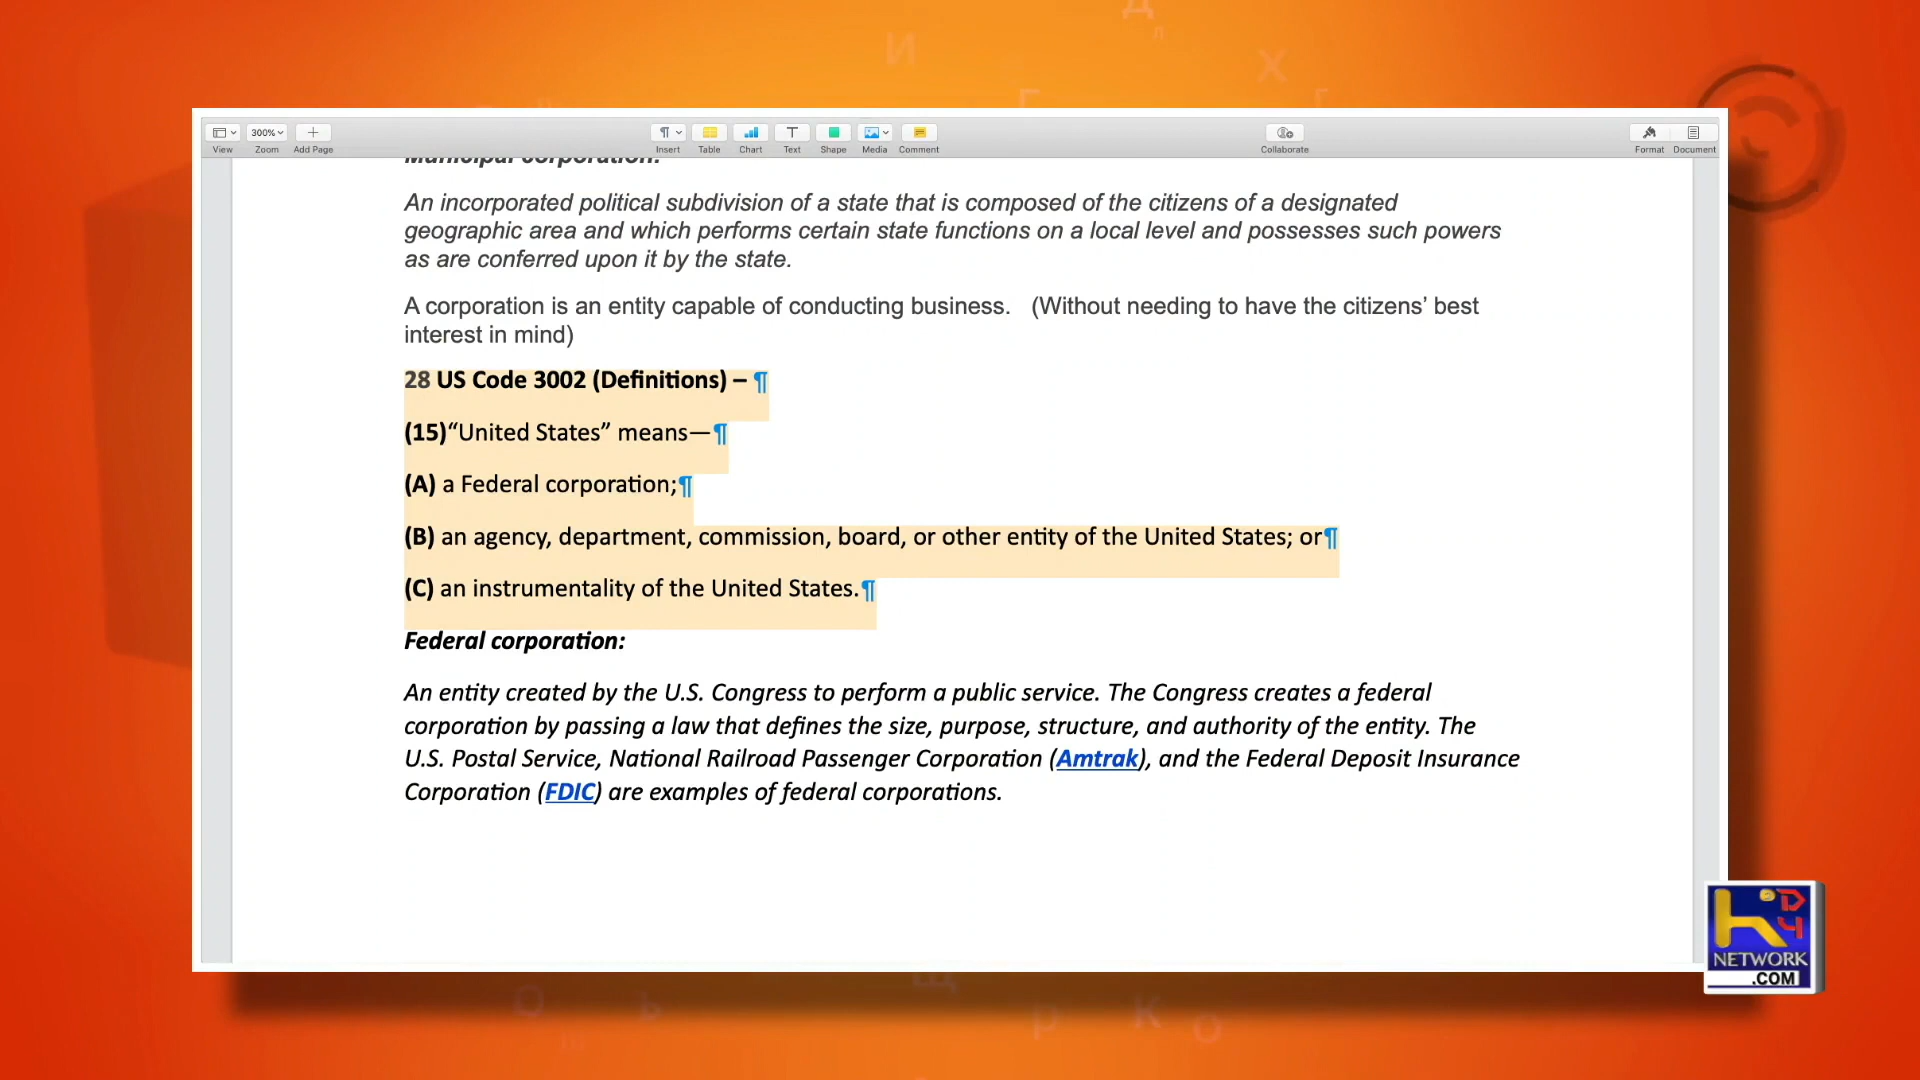 300%
View
Zoom
Add Page
Insert
Table
Chart
Text
Shape
Media
Comment
Collaborate
Format
Document
Municipal corporation:
An incorporated political subdivision of a state that is composed of the citizens of a designated
geographic area and which performs certain state functions on a local level and possesses such powers
as are conferred upon it by the state.
A corporation is an entity capable of conducting business. (Without needing to have the citizens’ best
interest in mind)
28 US Code 3002 (Definitions) – ¶
(15)“United States” means—¶
(A) a Federal corporation;¶
(B) an agency, department, commission, board, or other entity of the United States; or¶
(C) an instrumentality of the United States.¶
Federal corporation:
An entity created by the U.S. Congress to perform a public service. The Congress creates a federal
corporation by passing a law that defines the size, purpose, structure, and authority of the entity. The
U.S. Postal Service, National Railroad Passenger Corporation (Amtrak), and the Federal Deposit Insurance
Corporation (FDIC) are examples of federal corporations.
NETWORK
.COM